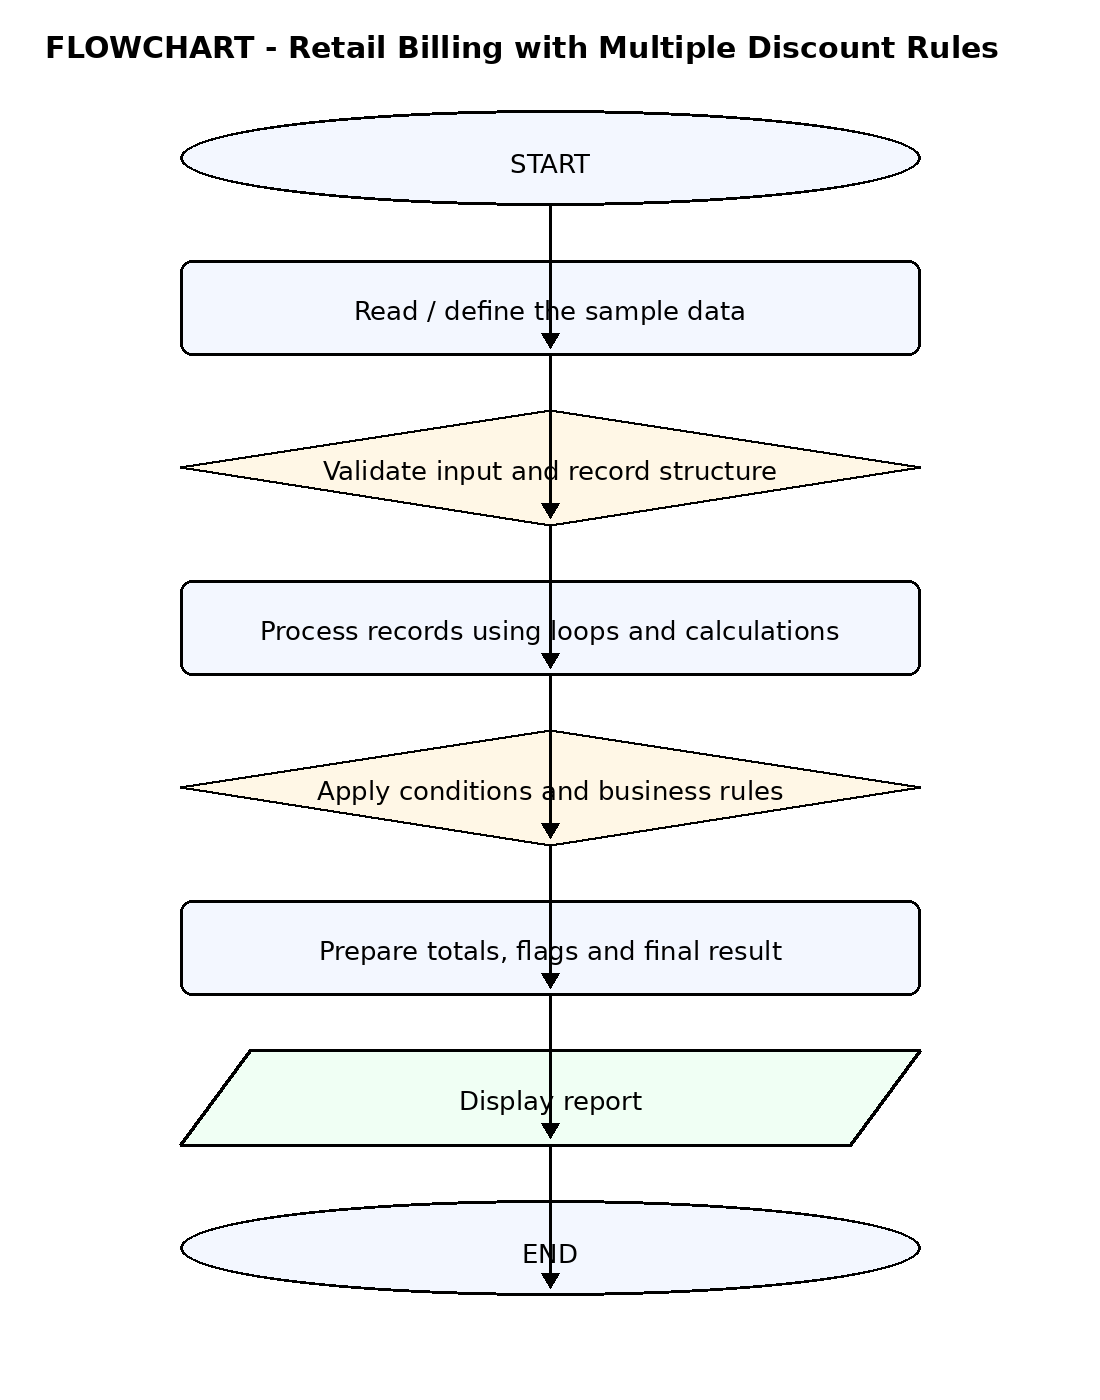 FLOWCHART - Retail Billing with Multiple Discount Rules
START
Read / define the sample data
Validate input and record structure
Process records using loops and calculations
Apply conditions and business rules
Prepare totals, flags and final result
Display report
END